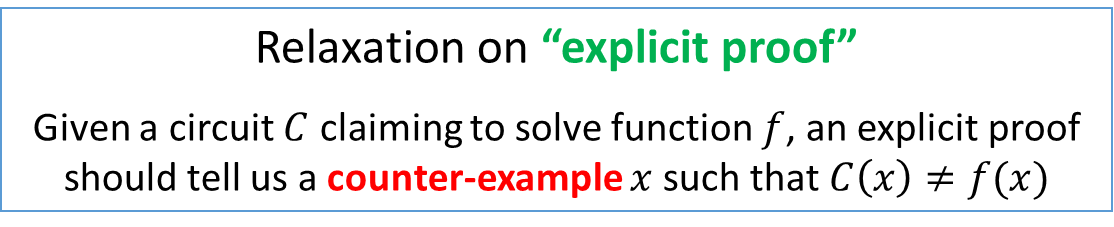 Relaxation on “explicit proof”
Given a circuit C claiming to solve function f, an explicit proof
should tell us a counter-example x such that C(x) ≠ f(x)